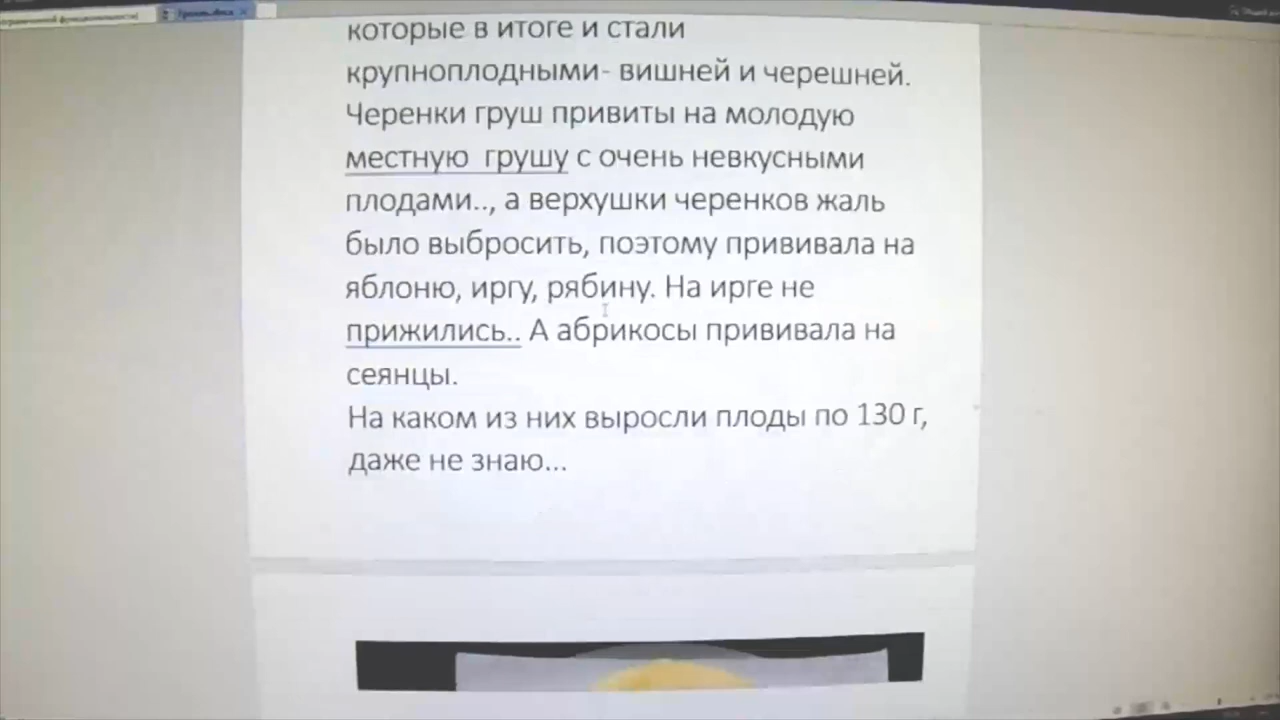 которые в итоге и стали
крупноплодными- вишней и черешней.
Черенки груш привиты на молодую
местную  грушу с очень невкусными
плодами.., а верхушки черенков жаль
было выбросить, поэтому прививала на
яблоню, иргу, рябину. На ирге не
прижились.. А абрикосы прививала на
сеянцы.
На каком из них выросли плоды по 130 г,
даже не знаю...